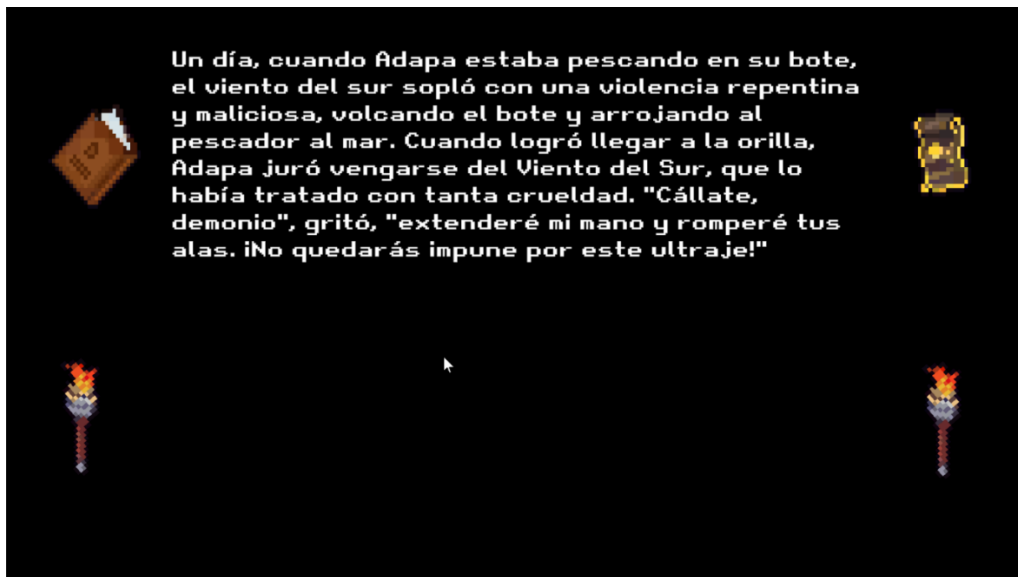 Un día, cuando Adapa estaba pescando en su bote,
el viento del sur sopló con una violencia repentina
y maliciosa, volcando el bote y arrojando al
pescador al mar. Cuando logró llegar a la orilla,
Adapa juró vengarse del Viento del Sur, que lo
había tratado con tanta crueldad. "Cállate,
demonio", gritó, "extenderé mi mano y romperé tus
alas. ¡No quedarás impune por este ultraje!"